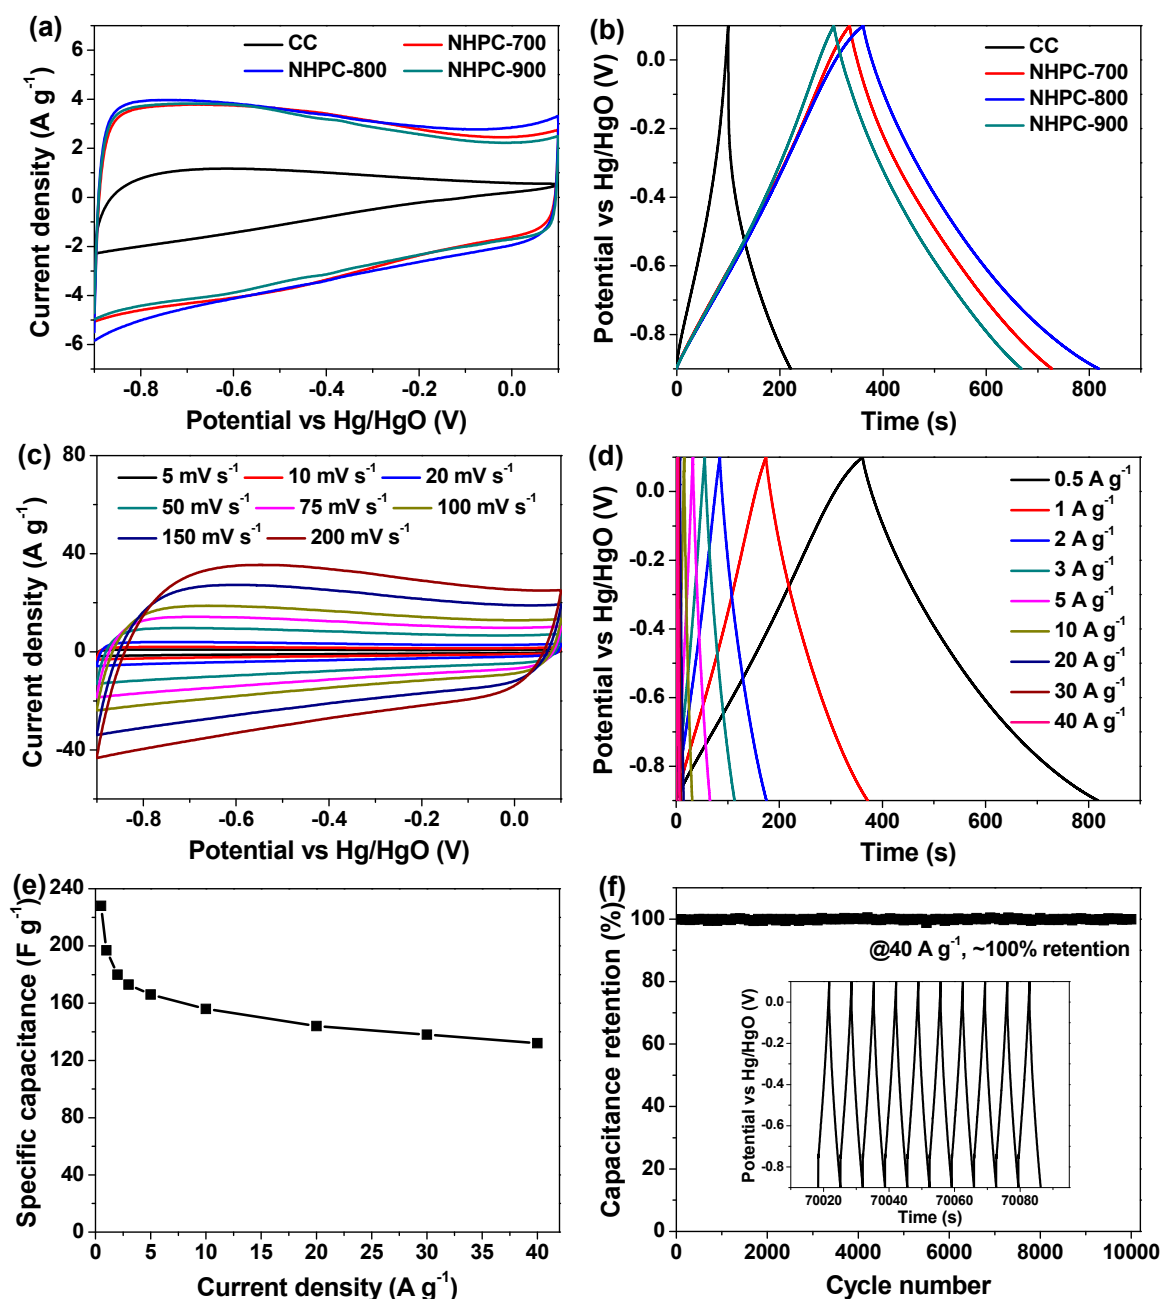 (a)
CC NHPC-700
NHPC-800 NHPC-900
6
4
2
0
-2
-4
-6
Current density (A g⁻¹)
-0.8 -0.6 -0.4 -0.2 0.0
Potential vs Hg/HgO (V)
(b)
CC
NHPC-700
NHPC-800
NHPC-900
0.0
-0.2
-0.4
-0.6
-0.8
Potential vs Hg/HgO (V)
0 200 400 600 800
Time (s)
(c)
5 mV s⁻¹ 10 mV s⁻¹ 20 mV s⁻¹
50 mV s⁻¹ 75 mV s⁻¹ 100 mV s⁻¹
150 mV s⁻¹ 200 mV s⁻¹
80
40
0
-40
Current density (A g⁻¹)
-0.8 -0.6 -0.4 -0.2 0.0
Potential vs Hg/HgO (V)
(d)
0.5 A g⁻¹
1 A g⁻¹
2 A g⁻¹
3 A g⁻¹
5 A g⁻¹
10 A g⁻¹
20 A g⁻¹
30 A g⁻¹
40 A g⁻¹
0.0
-0.2
-0.4
-0.6
-0.8
Potential vs Hg/HgO (V)
0 200 400 600 800
Time (s)
(e)
240
200
160
120
80
40
0
Specific capacitance (F g⁻¹)
0 5 10 15 20 25 30 35 40
Current density (A g⁻¹)
(f)
100
80
60
40
20
0
Capacitance retention (%)
@40 A g⁻¹, ~100% retention
0.0
-0.2
-0.4
-0.6
-0.8
Potential vs Hg/HgO (V)
70020 70040 70060 70080
Time (s)
0 2000 4000 6000 8000 10000
Cycle number